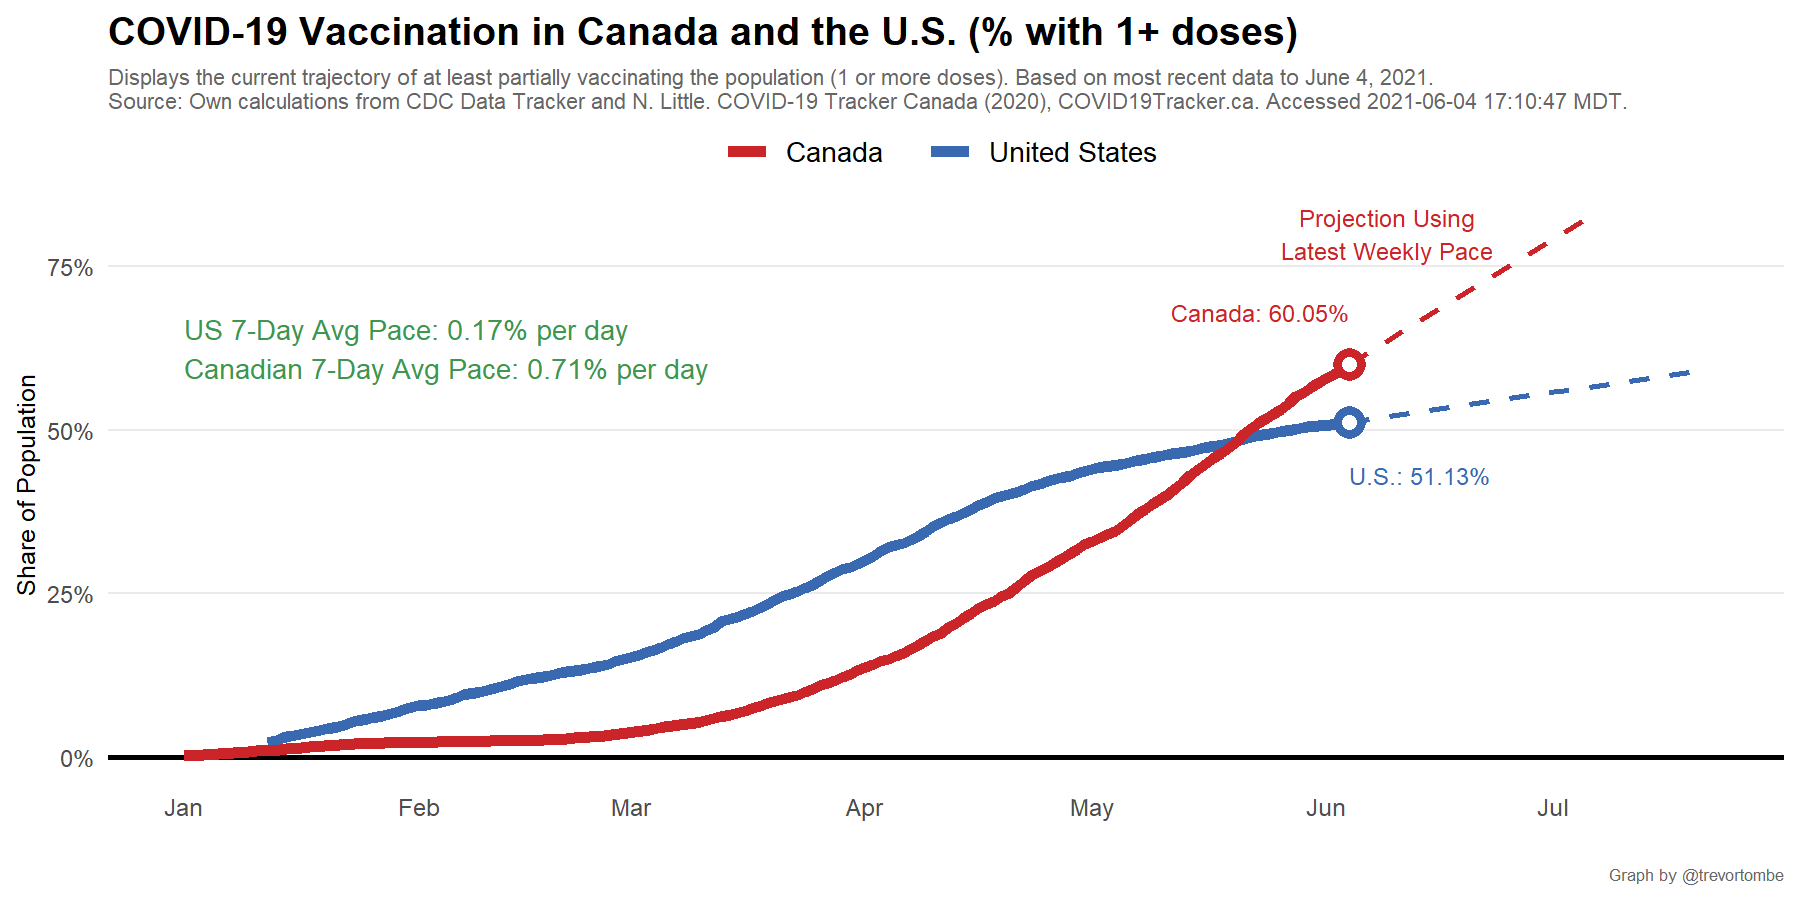 COVID-19 Vaccination in Canada and the U.S. (% with 1+ doses)
Displays the current trajectory of at least partially vaccinating the population (1 or more doses). Based on most recent data to June 4, 2021.
Source: Own calculations from CDC Data Tracker and N. Little. COVID-19 Tracker Canada (2020), COVID19Tracker.ca. Accessed 2021-06-04 17:10:47 MDT.
Canada
United States
Projection Using
Latest Weekly Pace
75%
Canada: 60.05%
US 7-Day Avg Pace: 0.17% per day
Canadian 7-Day Avg Pace: 0.71% per day
Share of Population
50%
U.S.: 51.13%
25%
0%
Jan
Feb
Mar
Apr
May
Jun
Jul
Graph by @trevortombe